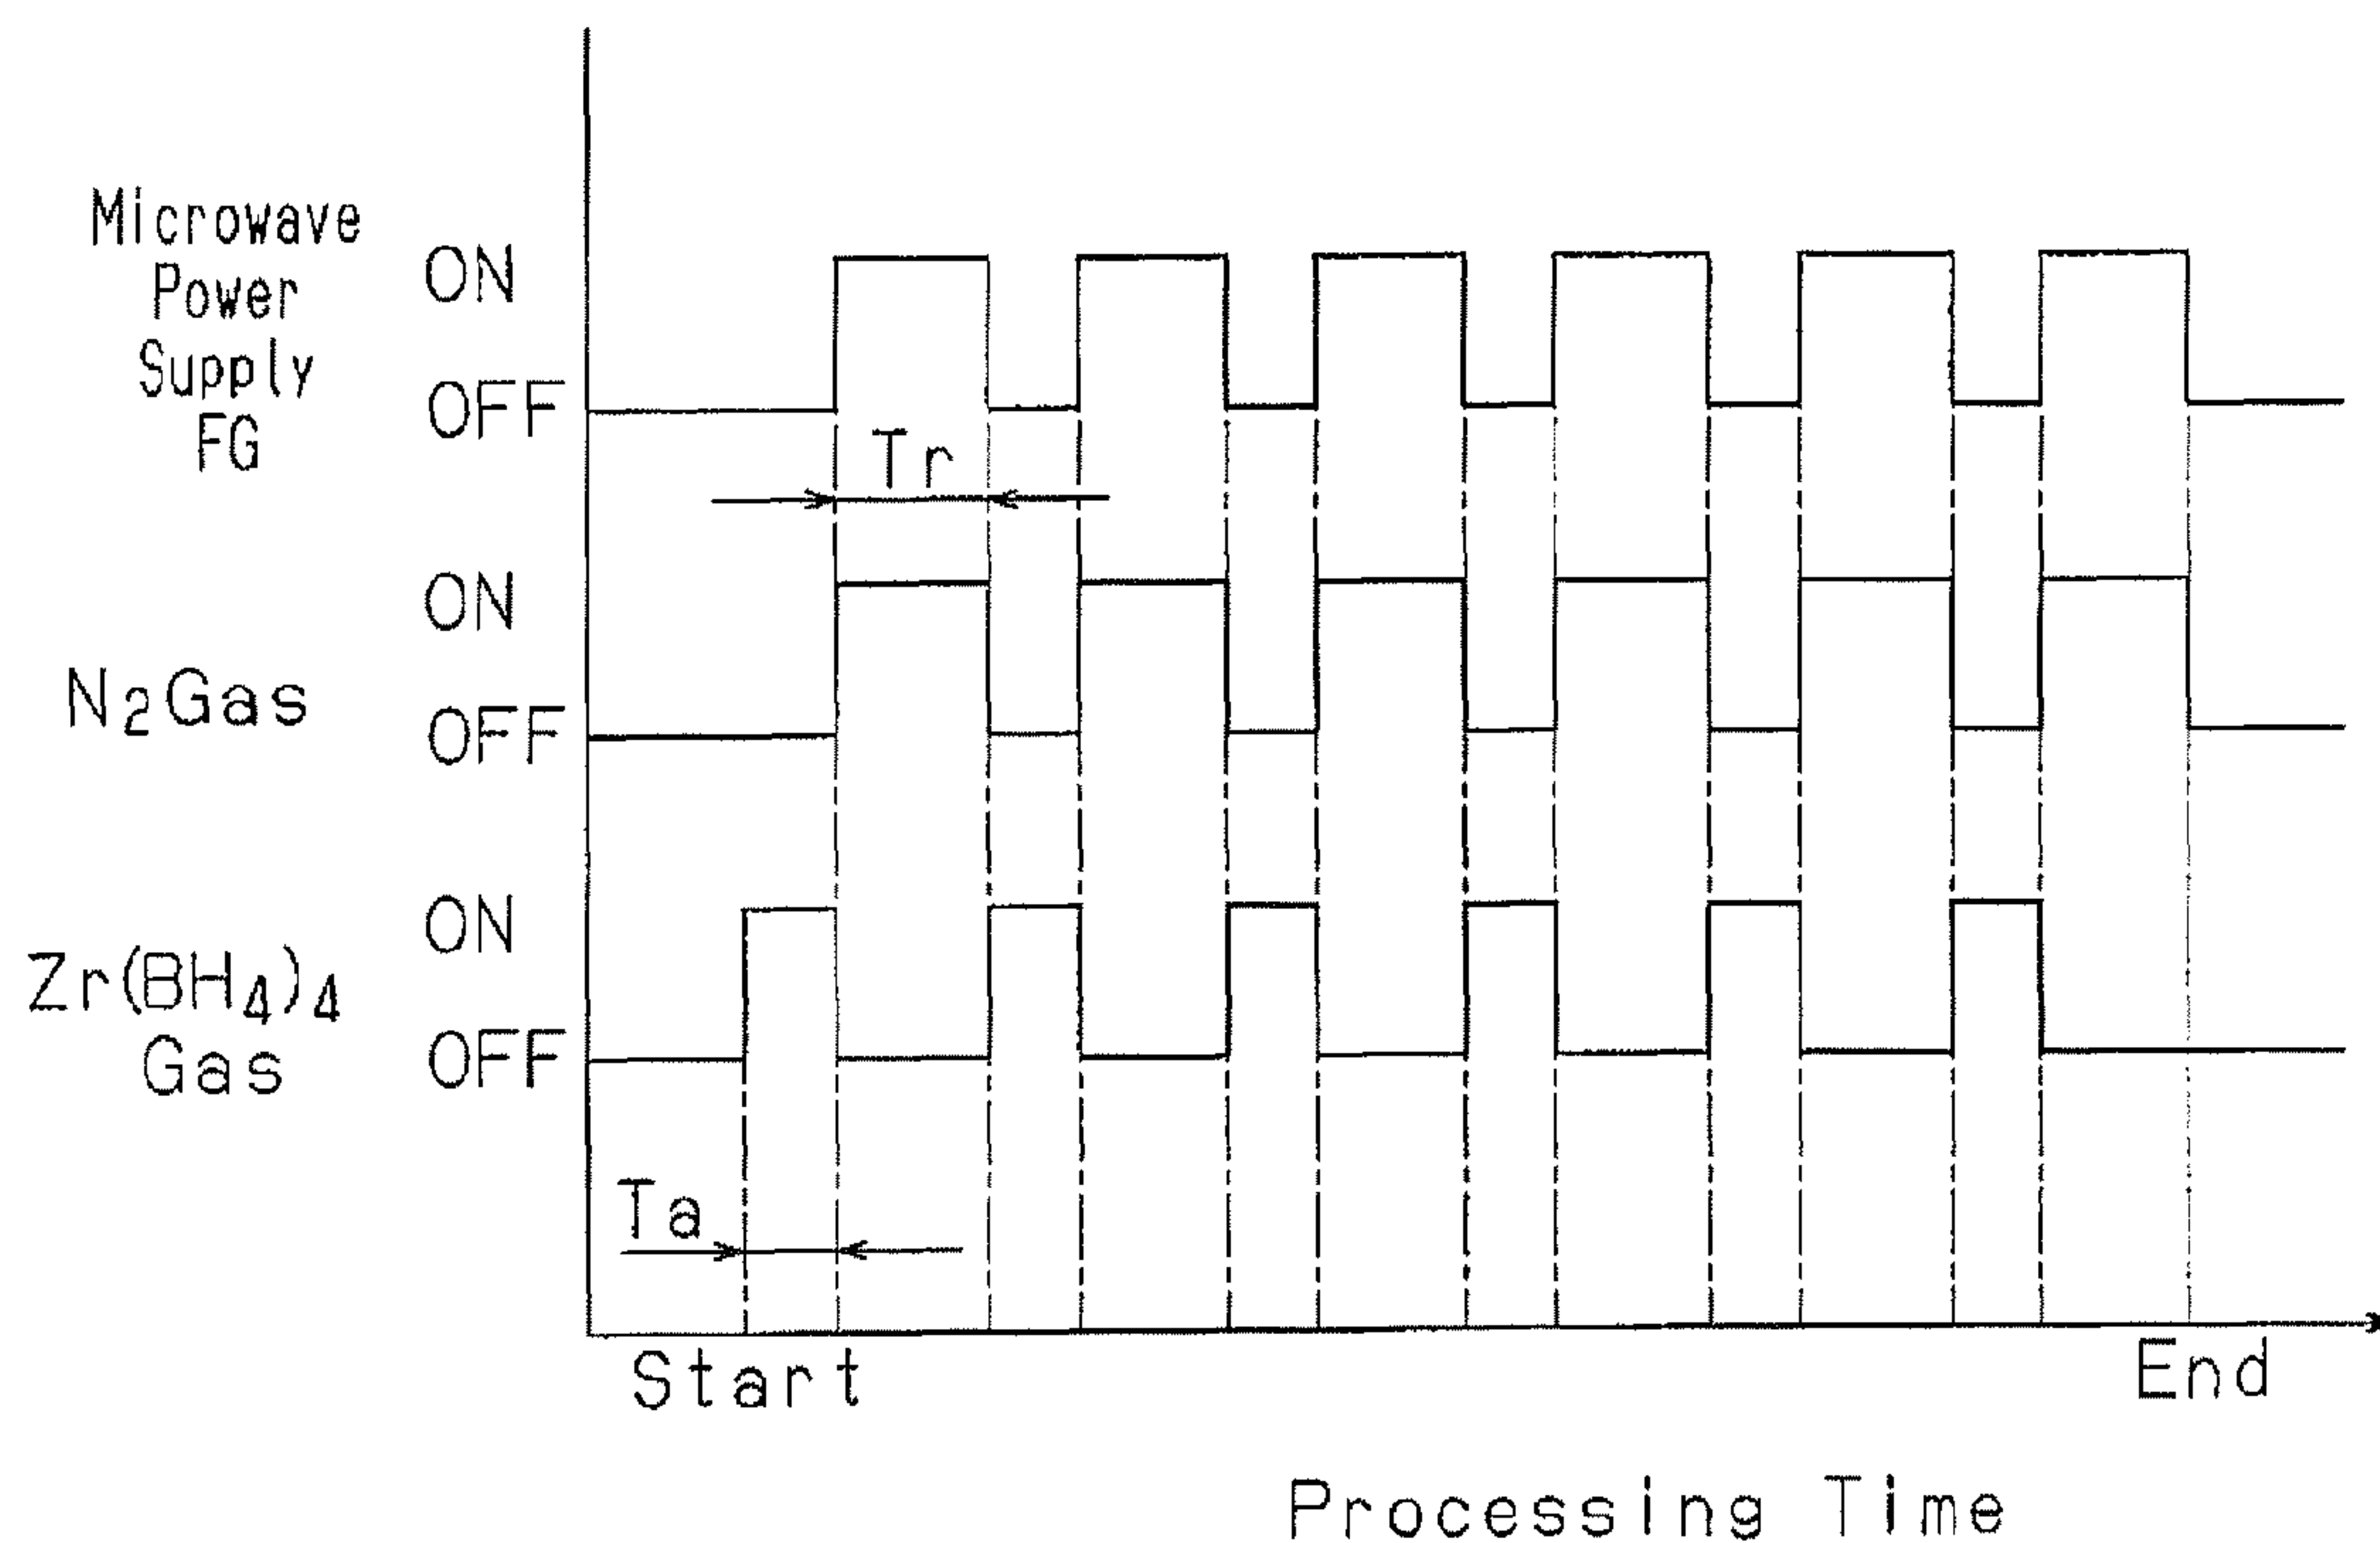 Microwave
Power
Supply
FG
ON
OFF
Tr
N₂Gas
ON
OFF
Zr(BH₄)₄
Gas
ON
OFF
Ta
Start
End
Processing Time